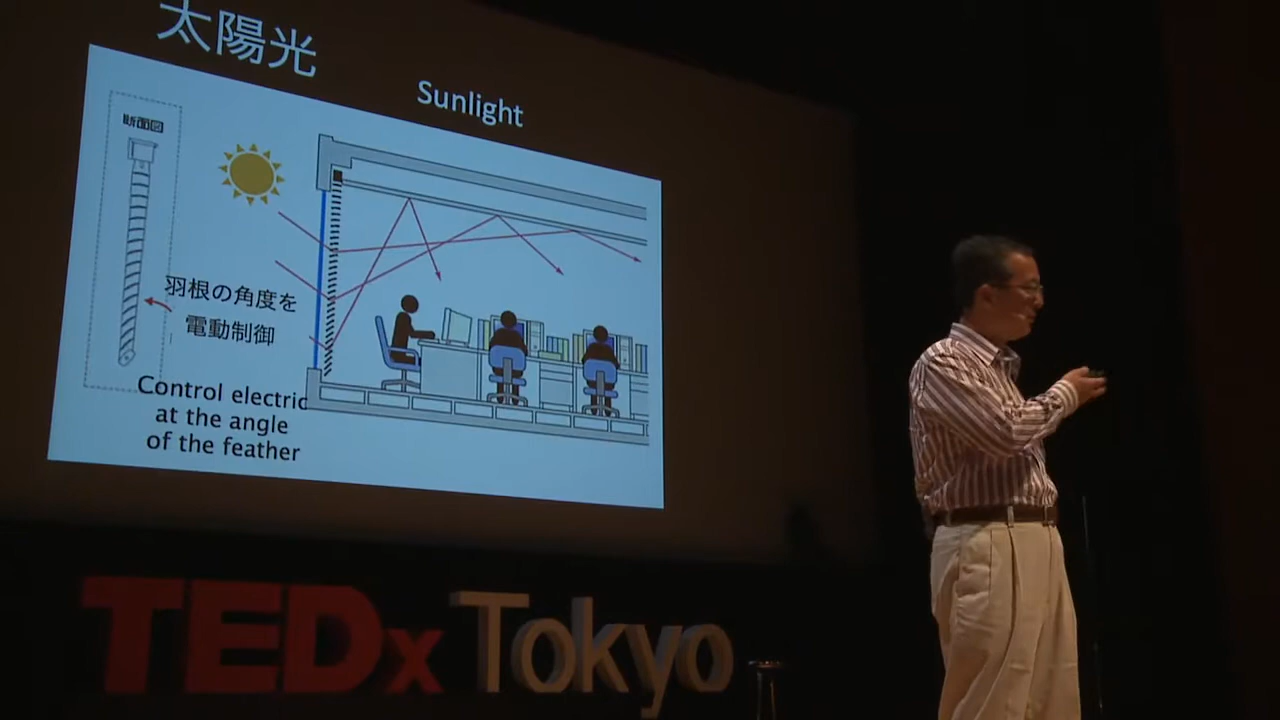 太陽光
Sunlight
断面図
羽根の角度を
電動制御
Control electric
at the angle
of the feather
TEDx Tokyo